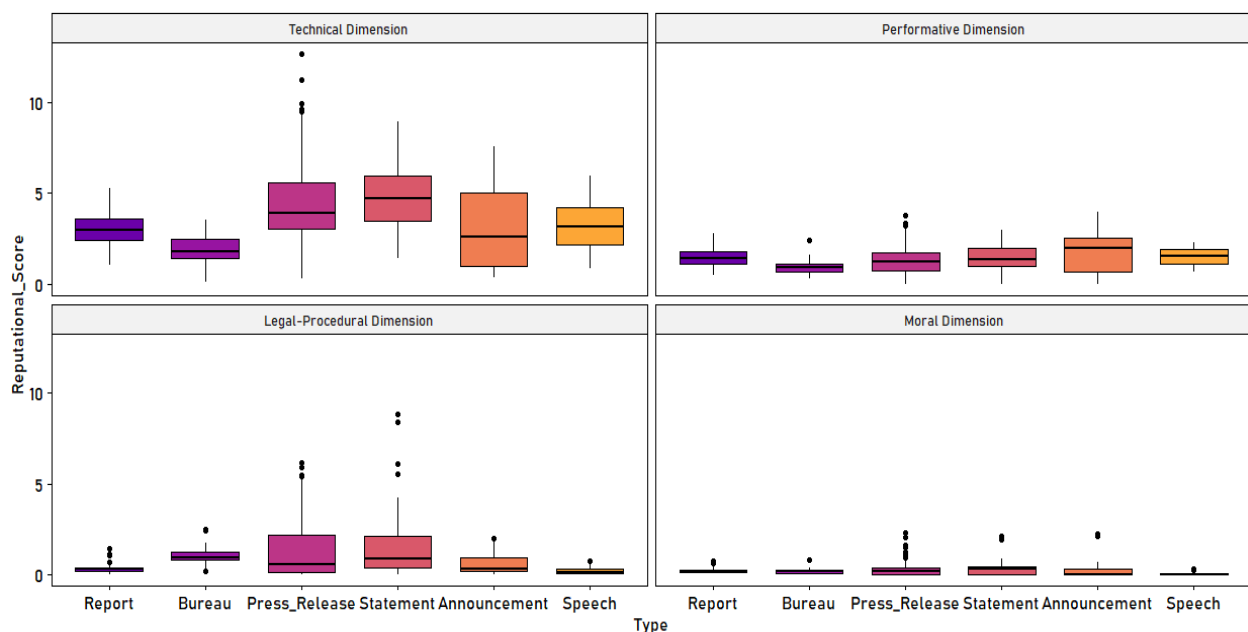 Technical Dimension
Performative Dimension
10
5
0
Legal-Procedural Dimension
Moral Dimension
10
5
0
Reputational_Score
Report Bureau Press_Release Statement Announcement Speech
Report Bureau Press_Release Statement Announcement Speech
Type